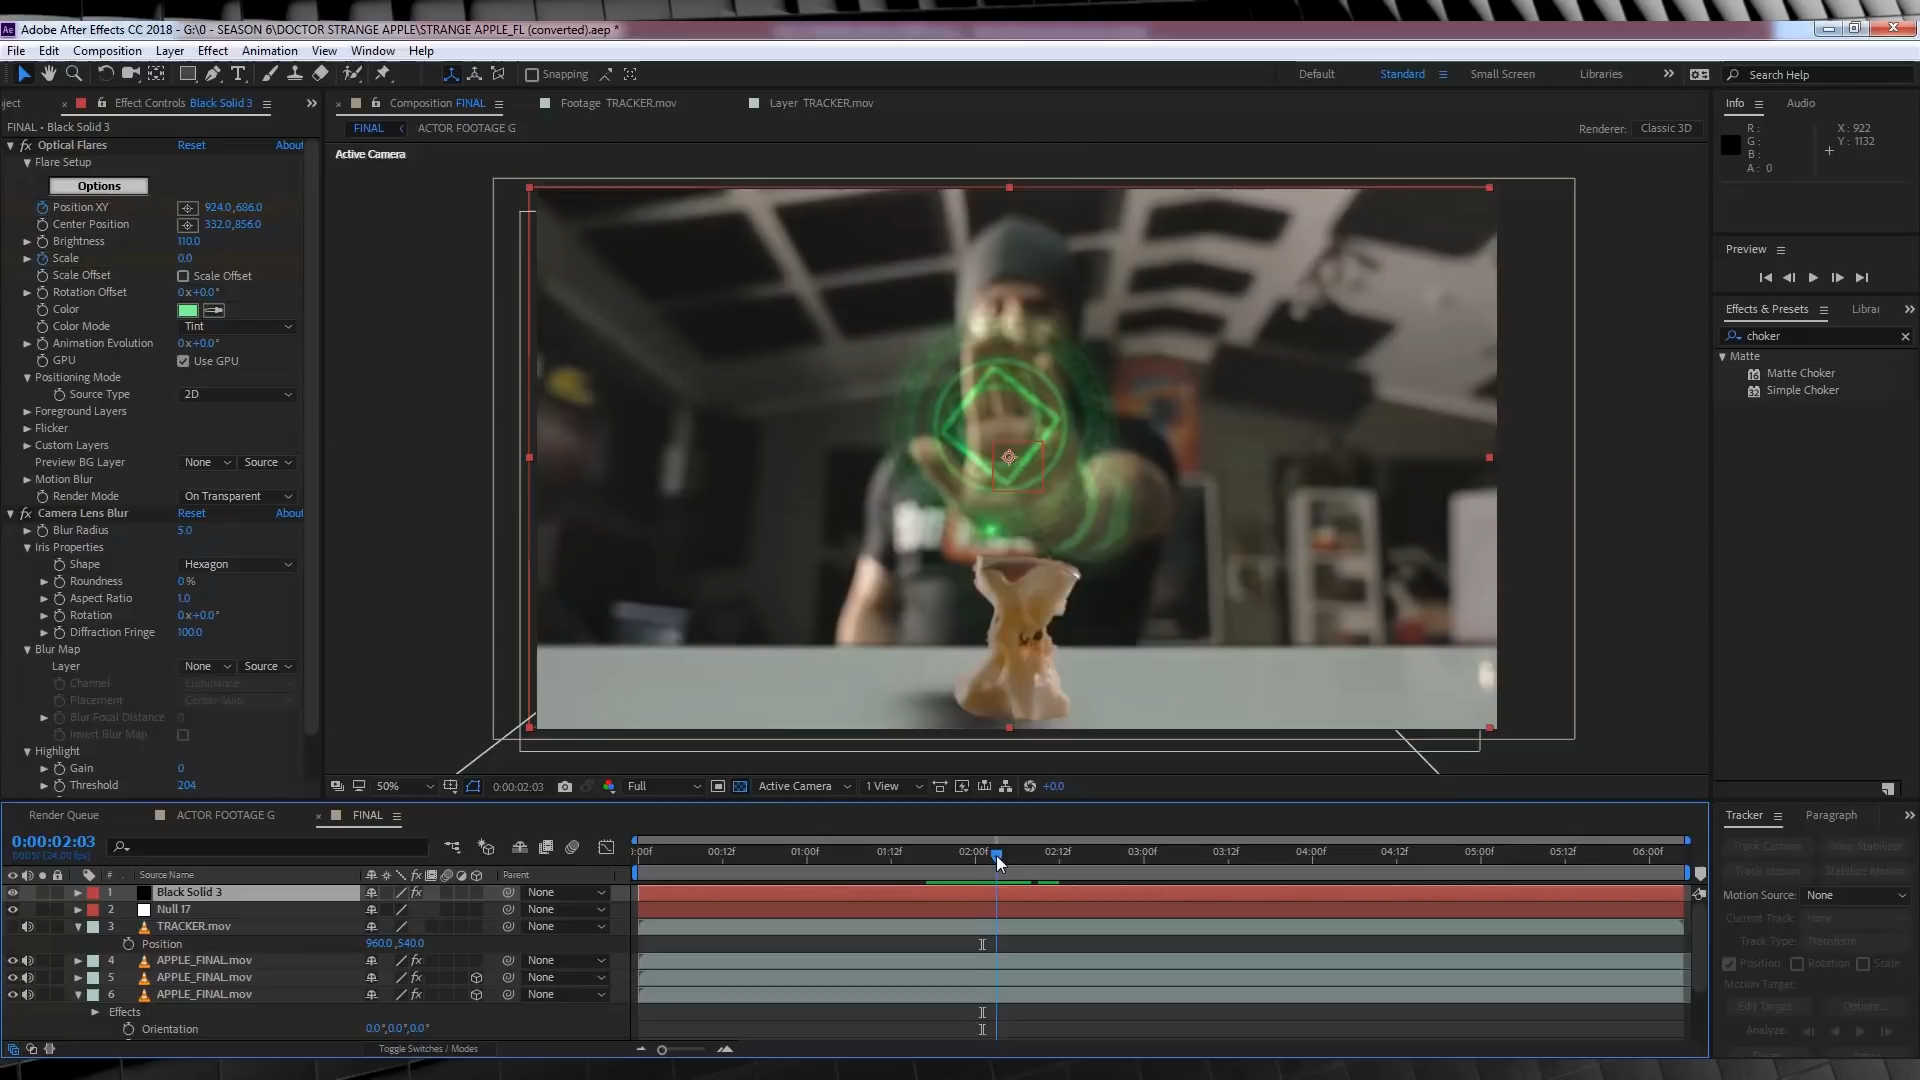 Adobe After Effects CC 2018 - G:\0 - SEASON 6\DOCTOR STRANGE APPLE\STRANGE APPLE_FL (converted).aep *
File Edit Composition Layer Effect Animation View Window Help
Snapping Default Standard Small Screen Libraries Search Help
ject Effect Controls Black Solid 3
FINAL • Black Solid 3
Optical Flares Reset About
Flare Setup
Options
Position XY 924.0,686.0
Center Position 332.0,856.0
Brightness 110.0
Scale 0.0
Scale Offset Scale Offset
Rotation Offset 0x+0.0°
Color
Color Mode Tint
Animation Evolution 0x+0.0°
GPU Use GPU
Positioning Mode
Source Type 2D
Foreground Layers
Flicker
Custom Layers
Preview BG Layer None Source
Motion Blur
Render Mode On Transparent
Camera Lens Blur Reset About
Blur Radius 5.0
Iris Properties
Shape Hexagon
Roundness 0%
Aspect Ratio 1.0
Rotation 0x+0.0°
Diffraction Fringe 100.0
Blur Map
Layer None Source
Channel Luminance
Placement Center Map
Blur Focal Distance 0
Invert Blur Map
Highlight
Gain 0
Threshold 204
Composition FINAL Footage TRACKER.mov Layer TRACKER.mov
FINAL ACTOR FOOTAGE G Renderer: Classic 3D
Active Camera
50% 0:00:02:03 Full Active Camera 1 View +0.0
Info Audio
R: X: 922
G: Y: 1132
B:
A: 0
Preview
Effects & Presets Librai
choker
Matte
Matte Choker
Simple Choker
Render Queue ACTOR FOOTAGE G FINAL
0:00:02:03
00051 (24.00 fps)
:00f 00:12f 01:00f 01:12f 02:00f 02:12f 03:00f 03:12f 04:00f 04:12f 05:00f 05:12f 06:00f
# Source Name Parent
1 Black Solid 3 None
2 Null 17 None
3 TRACKER.mov None
Position 960.0,540.0
4 APPLE_FINAL.mov None
5 APPLE_FINAL.mov None
6 APPLE_FINAL.mov None
Effects
Orientation 0.0°,0.0°,0.0°
Toggle Switches / Modes
Tracker Paragraph
Track Camera Warp Stabilizer
Track Motion Stabilize Motion
Motion Source: None
Current Track: None
Track Type: Transform
Position Rotation Scale
Motion Target:
Edit Target... Options...
Analyze: